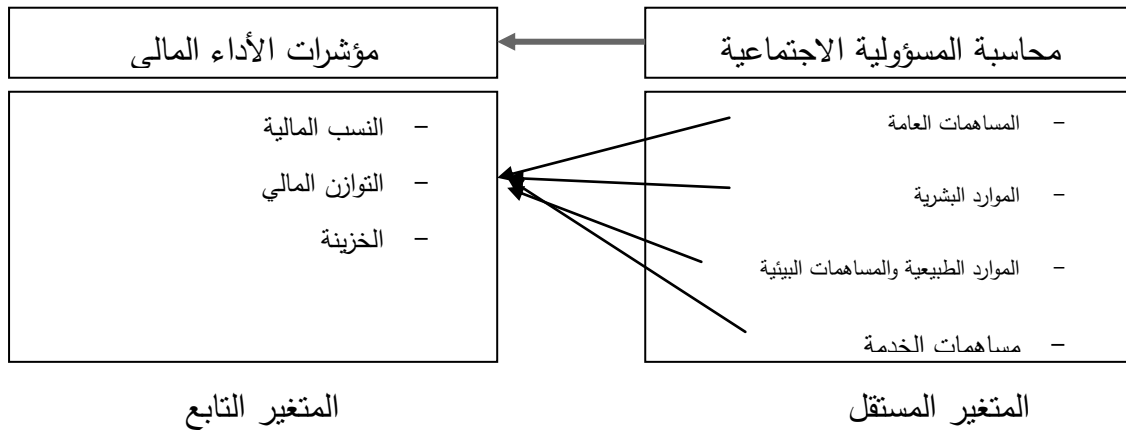 محاسبة المسؤولية الاجتماعية
مؤشرات الأداء المالي
- المساهمات العامة
- الموارد البشرية
- الموارد الطبيعية والمساهمات البيئية
- مساهمات الخدمة
- النسب المالية
- التوازن المالي
- الخزينة
المتغير المستقل
المتغير التابع